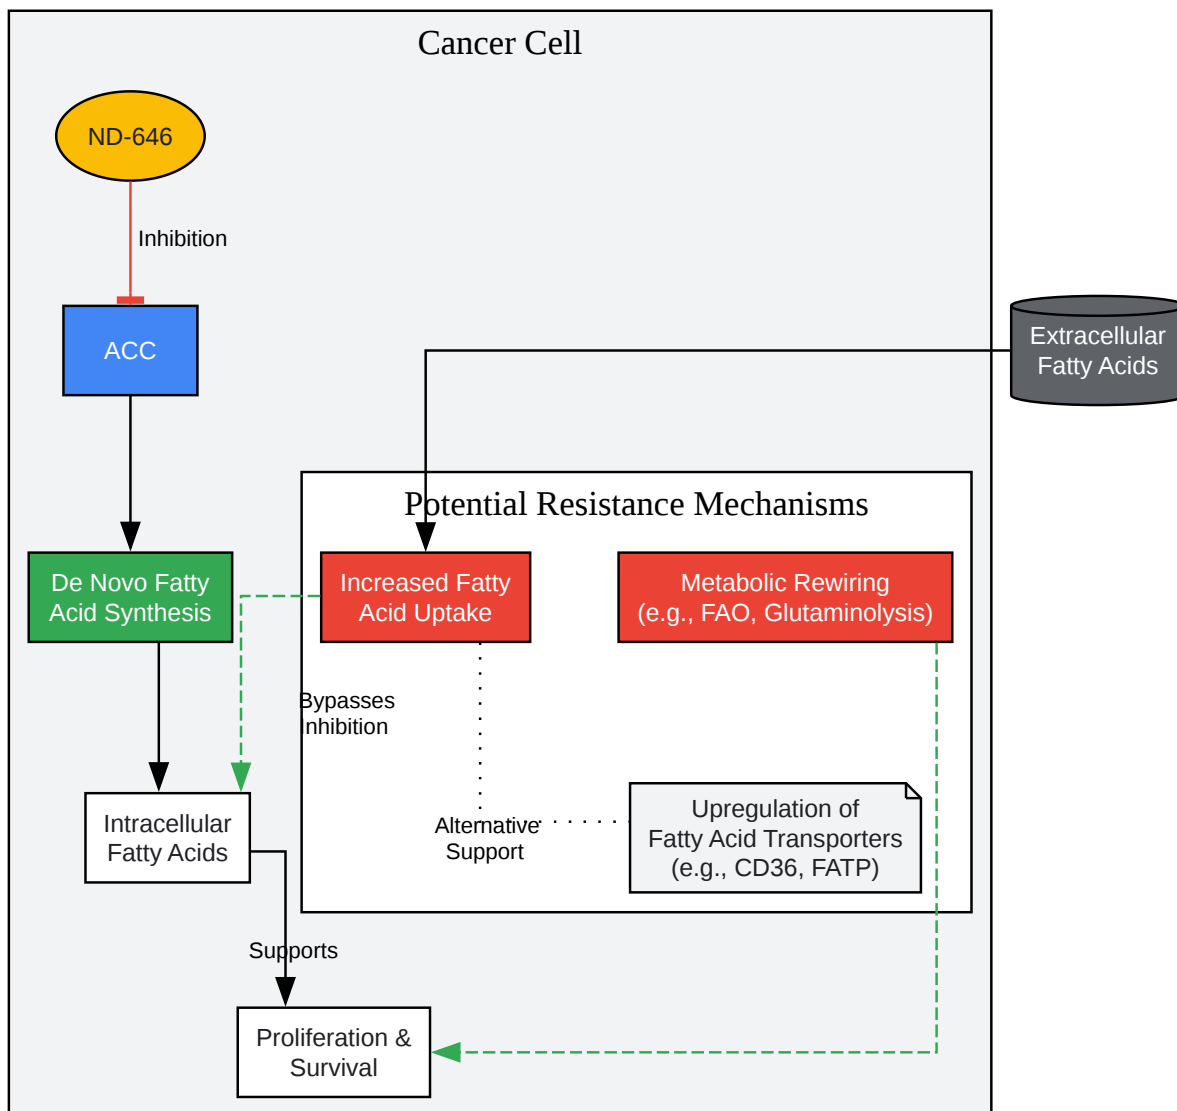 Cancer Cell
ND-646
Inhibition
ACC
Extracellular
Fatty Acids
Potential Resistance Mechanisms
De Novo Fatty
Acid Synthesis
Increased Fatty
Acid Uptake
Metabolic Rewiring
(e.g., FAO, Glutaminolysis)
Bypasses
Inhibition
Intracellular
Fatty Acids
Alternative
Support
Upregulation of
Fatty Acid Transporters
(e.g., CD36, FATP)
Supports
Proliferation &
Survival